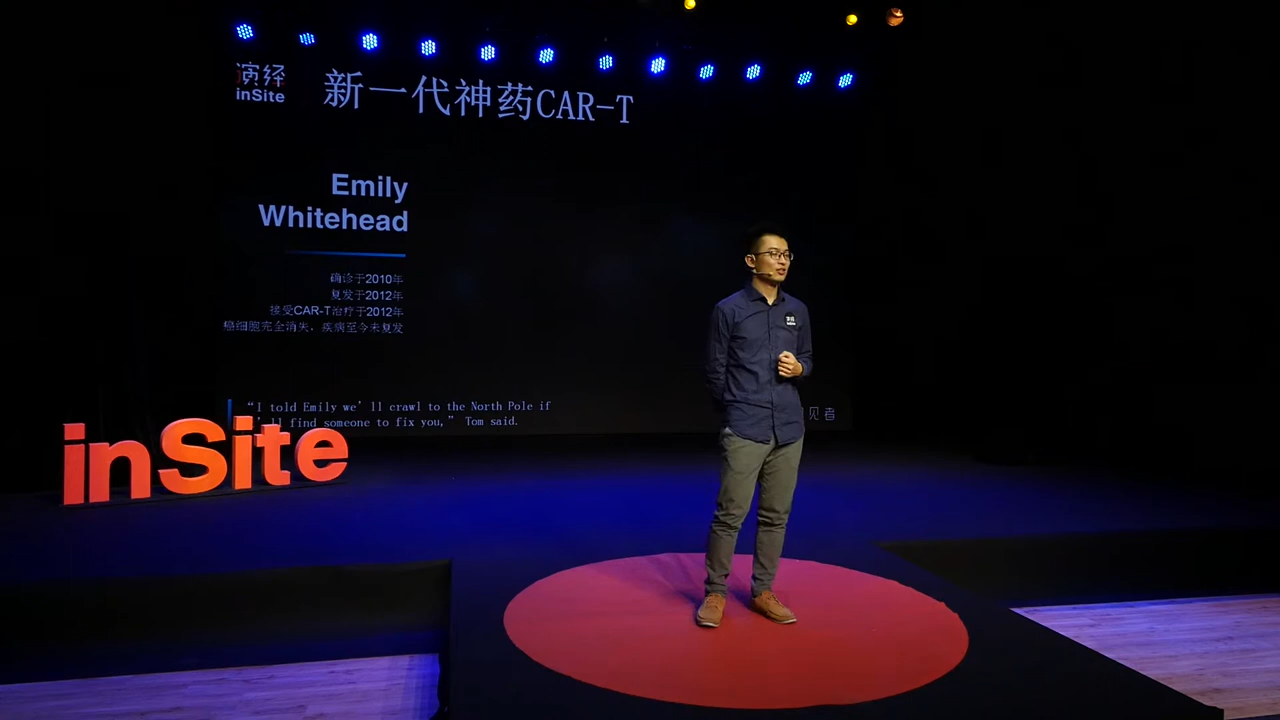 演绎
inSite
新一代神药CAR-T
Emily
Whitehead
确诊于2010年
复发于2012年
接受CAR-T治疗于2012年
癌细胞完全消失，疾病至今未复发
“I told Emily we'll crawl to the North Pole if
'll find someone to fix you,” Tom said.
见者
inSite